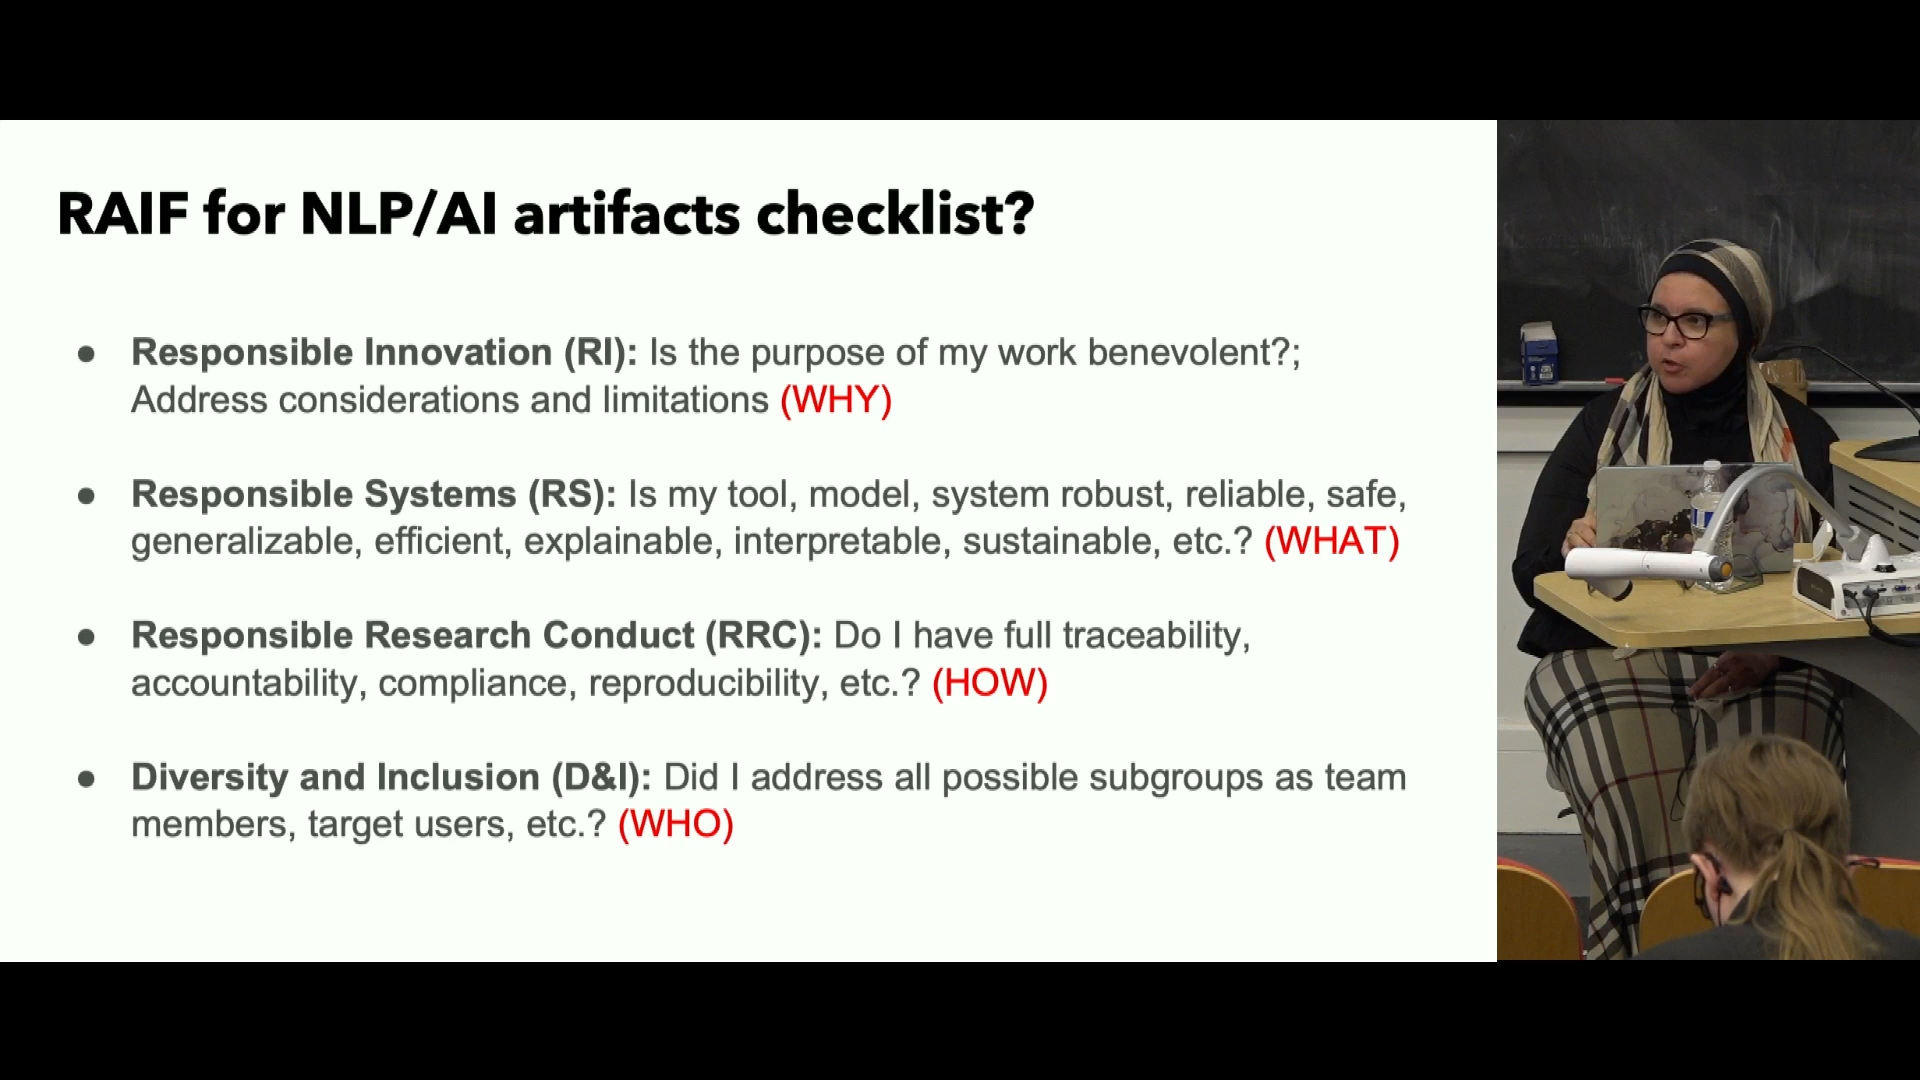 RAIF for NLP/AI artifacts checklist?
● Responsible Innovation (RI): Is the purpose of my work benevolent?;
Address considerations and limitations (WHY)
● Responsible Systems (RS): Is my tool, model, system robust, reliable, safe,
generalizable, efficient, explainable, interpretable, sustainable, etc.? (WHAT)
● Responsible Research Conduct (RRC): Do I have full traceability,
accountability, compliance, reproducibility, etc.? (HOW)
● Diversity and Inclusion (D&I): Did I address all possible subgroups as team
members, target users, etc.? (WHO)